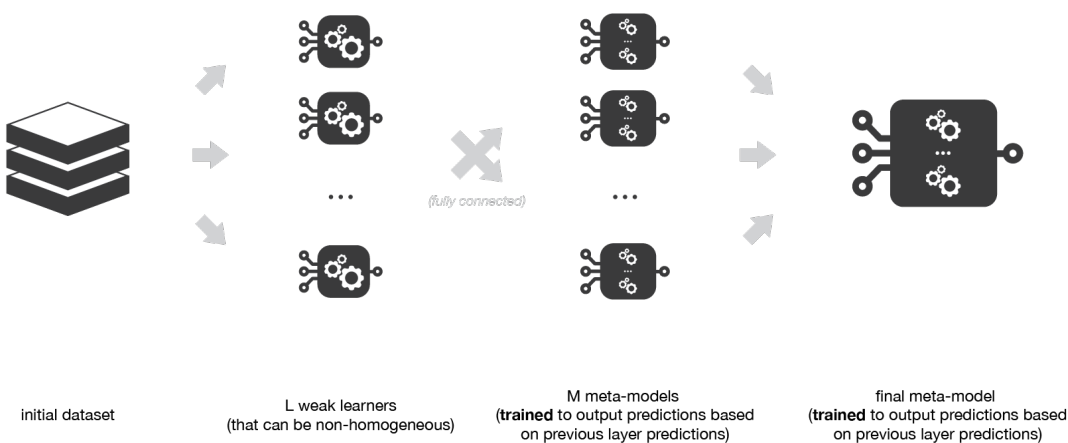 (fully connected)
initial dataset
L weak learners
(that can be non-homogeneous)
M meta-models
(trained to output predictions based
on previous layer predictions)
final meta-model
(trained to output predictions based
on previous layer predictions)